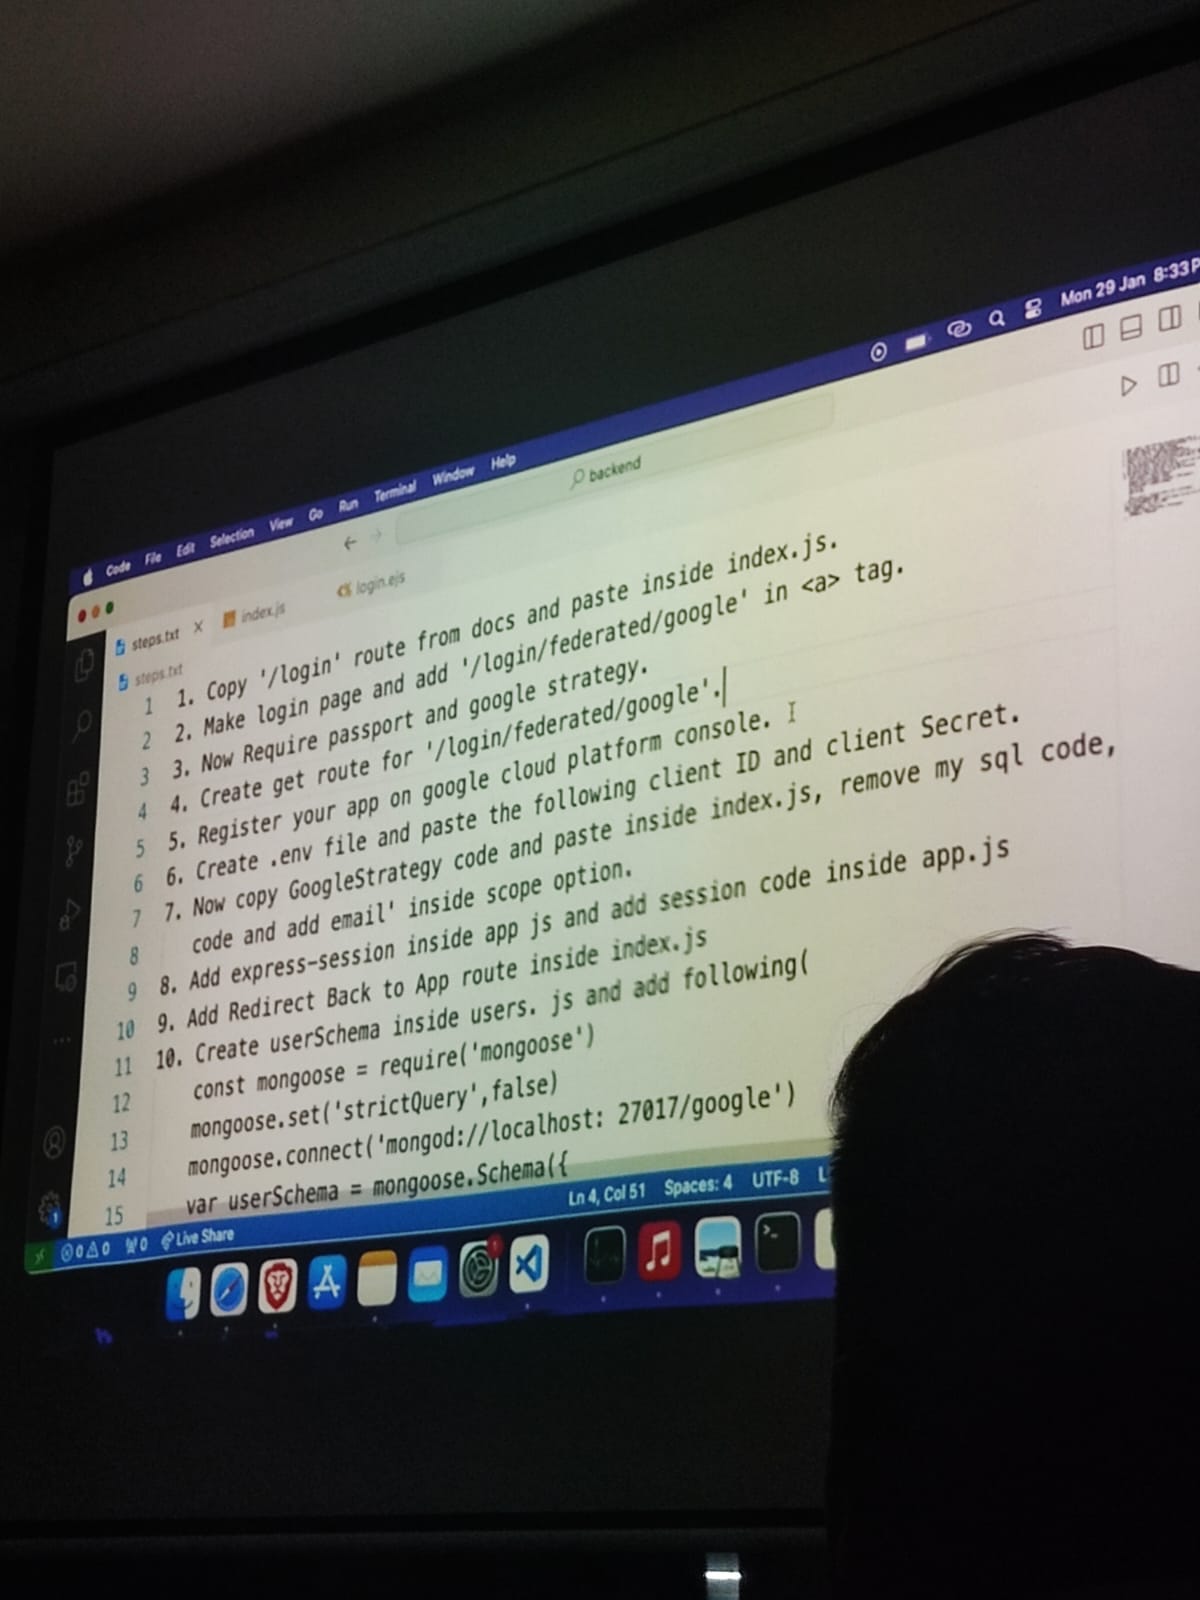 Mon 29 Jan 8:33P
Code File Edit Selection View Go Run Terminal Window Help
backend
steps.txt index.js login.ejs
steps.txt
1 1. Copy '/login' route from docs and paste inside index.js.
2 2. Make login page and add '/login/federated/google' in <a> tag.
3 3. Now Require passport and google strategy.
4 4. Create get route for '/login/federated/google'.
5 5. Register your app on google cloud platform console.
6 6. Create .env file and paste the following client ID and client Secret.
7 7. Now copy GoogleStrategy code and paste inside index.js, remove my sql code,
8 code and add email' inside scope option.
9 8. Add express-session inside app js and add session code inside app.js
10 9. Add Redirect Back to App route inside index.js
11 10. Create userSchema inside users. js and add following(
12 const mongoose = require('mongoose')
13 mongoose.set('strictQuery',false)
14 mongoose.connect('mongod://localhost: 27017/google')
15 var userSchema = mongoose.Schema({
0 0 0 Live Share Ln 4, Col 51 Spaces: 4 UTF-8 L